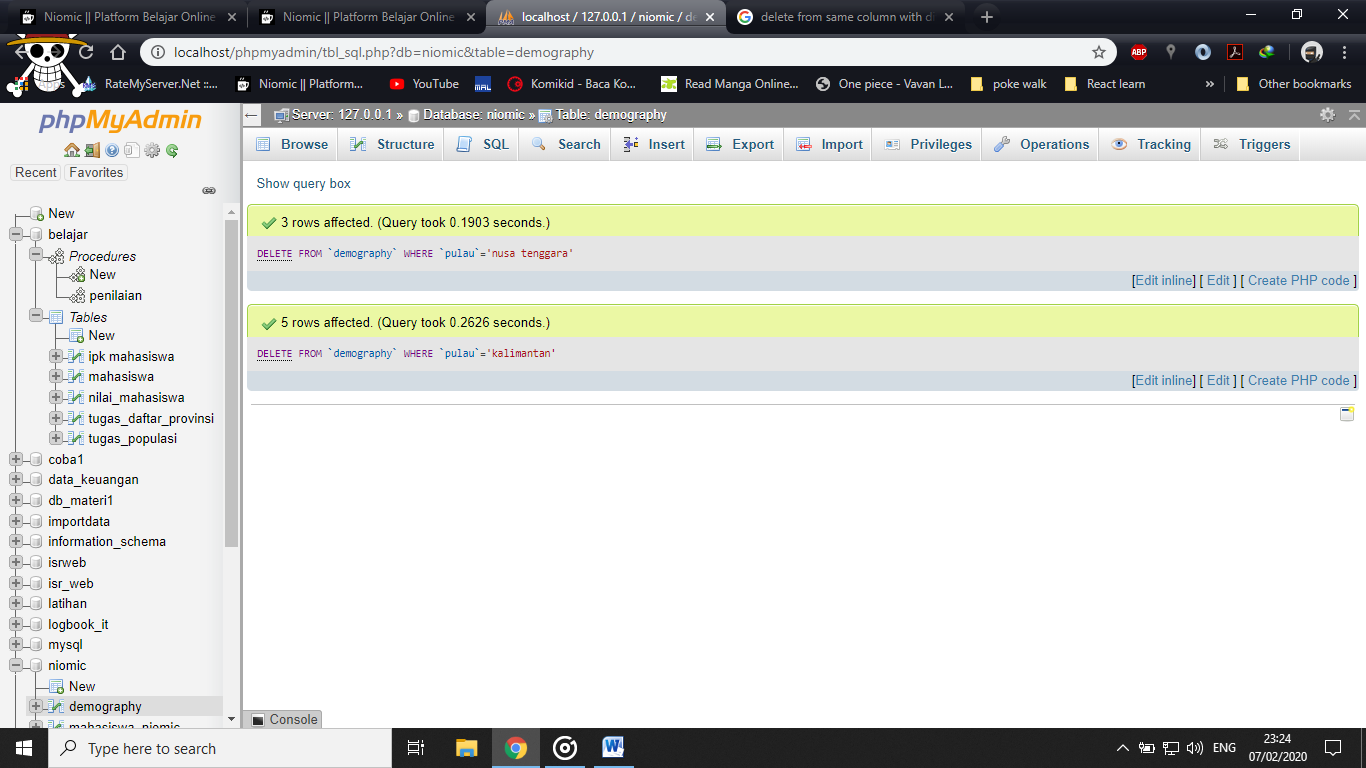 Niomic || Platform Belajar Online
Niomic || Platform Belajar Online
localhost / 127.0.0.1 / niomic / de
delete from same column with di
localhost/phpmyadmin/tbl_sql.php?db=niomic&table=demography
ABP
Apps
RateMyServer.Net ::...
Niomic || Platform...
YouTube
MAL
Komikid - Baca Ko...
Read Manga Online...
One piece - Vavan L...
poke walk
React learn
»
Other bookmarks
phpMyAdmin
Recent
Favorites
New
belajar
Procedures
New
penilaian
Tables
New
ipk mahasiswa
mahasiswa
nilai_mahasiswa
tugas_daftar_provinsi
tugas_populasi
coba1
data_keuangan
db_materi1
importdata
information_schema
isrweb
isr_web
latihan
logbook_it
mysql
niomic
New
demography
mahasiswa_niomic
Server: 127.0.0.1 » Database: niomic » Table: demography
Browse
Structure
SQL
Search
Insert
Export
Import
Privileges
Operations
Tracking
Triggers
Show query box
3 rows affected. (Query took 0.1903 seconds.)
DELETE FROM `demography` WHERE `pulau`='nusa tenggara'
[Edit inline] [ Edit ] [ Create PHP code ]
5 rows affected. (Query took 0.2626 seconds.)
DELETE FROM `demography` WHERE `pulau`='kalimantan'
[Edit inline] [ Edit ] [ Create PHP code ]
Console
Type here to search
ENG
23:24
07/02/2020